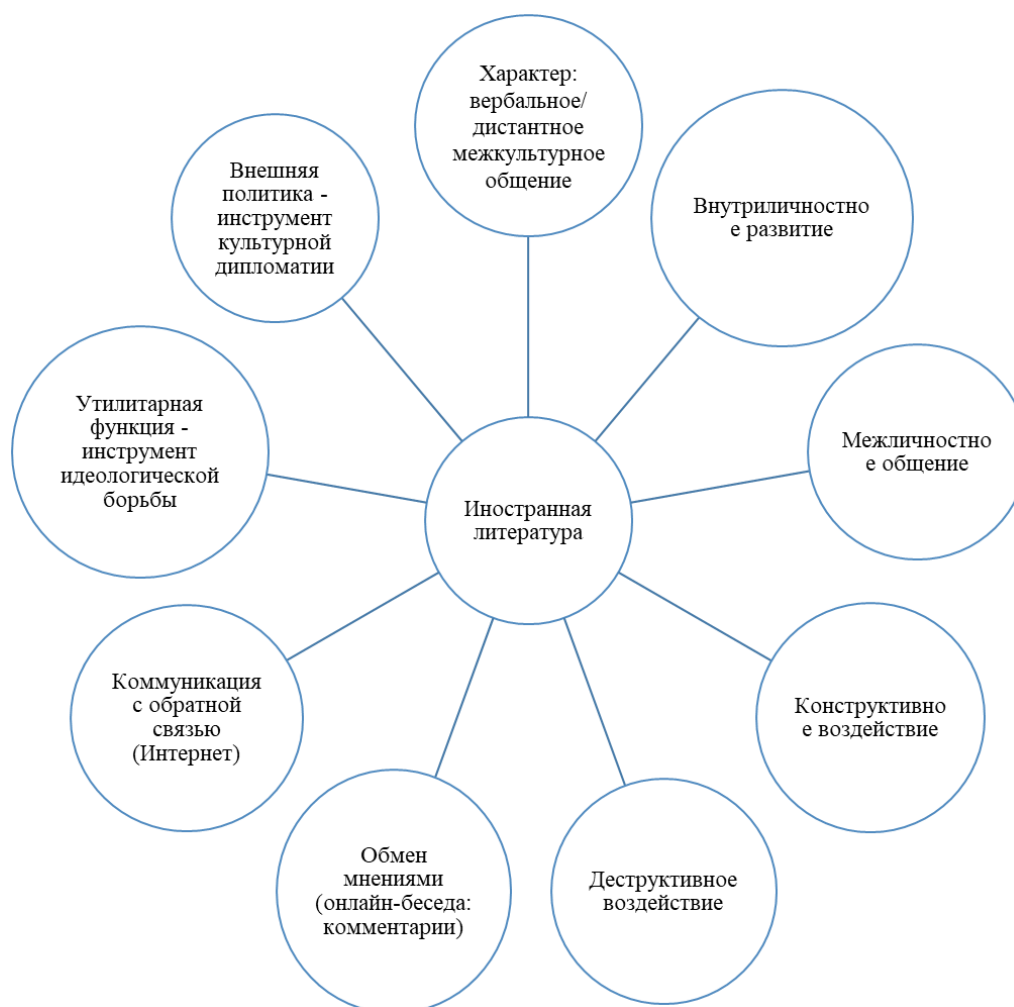 Характер:
вербальное/
дистантное
межкультурное
общение
Внутриличностно
е развитие
Межличностно
е общение
Конструктивно
е воздействие
Деструктивное
воздействие
Обмен
мнениями
(онлайн-беседа:
комментарии)
Коммуникация
с обратной
связью
(Интернет)
Утилитарная
функция -
инструмент
идеологической
борьбы
Внешняя
политика -
инструмент
культурной
дипломатии
Иностранная
литература